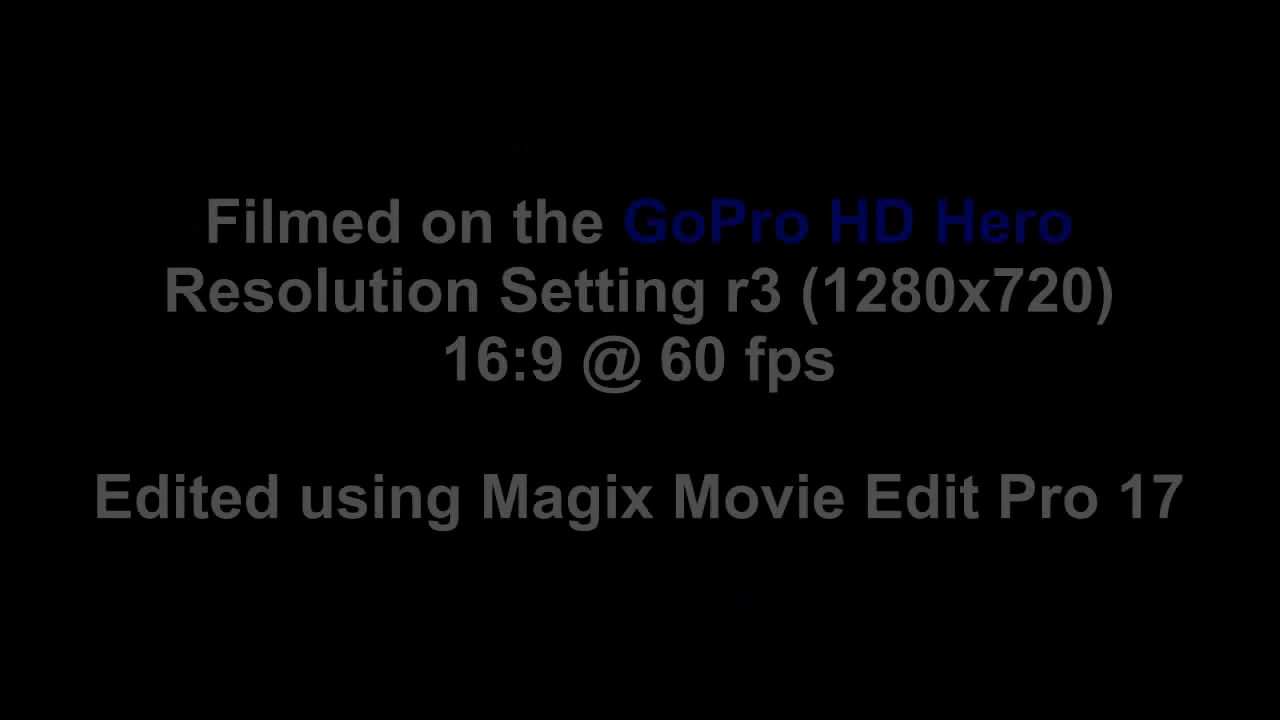 Filmed on the GoPro HD Hero
Resolution Setting r3 (1280x720)
16:9 @ 60 fps
Edited using Magix Movie Edit Pro 17